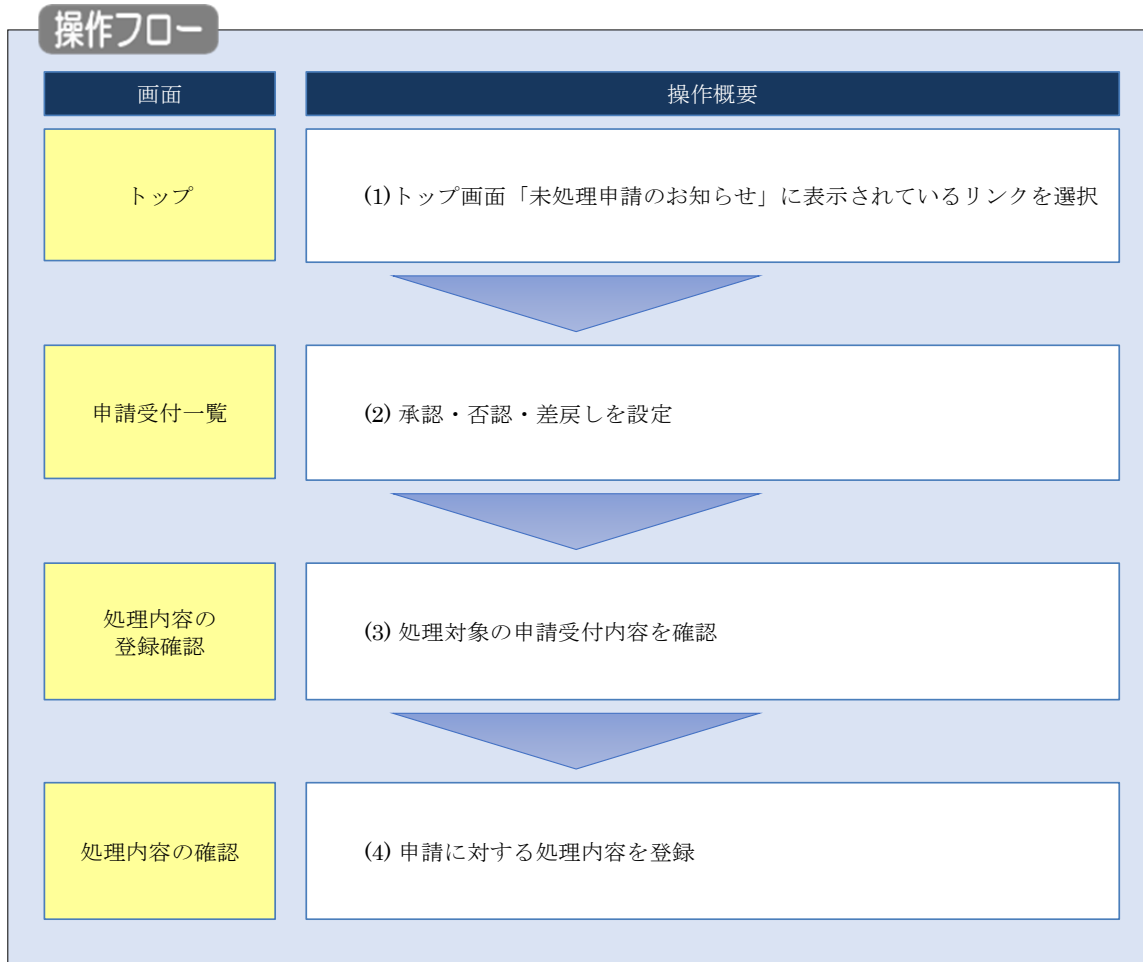 操作フロー
画面
操作概要
トップ
(1)トップ画面「未処理申請のお知らせ」に表示されているリンクを選択
申請受付一覧
(2) 承認・否認・差戻しを設定
処理内容の
登録確認
(3) 処理対象の申請受付内容を確認
処理内容の確認
(4) 申請に対する処理内容を登録